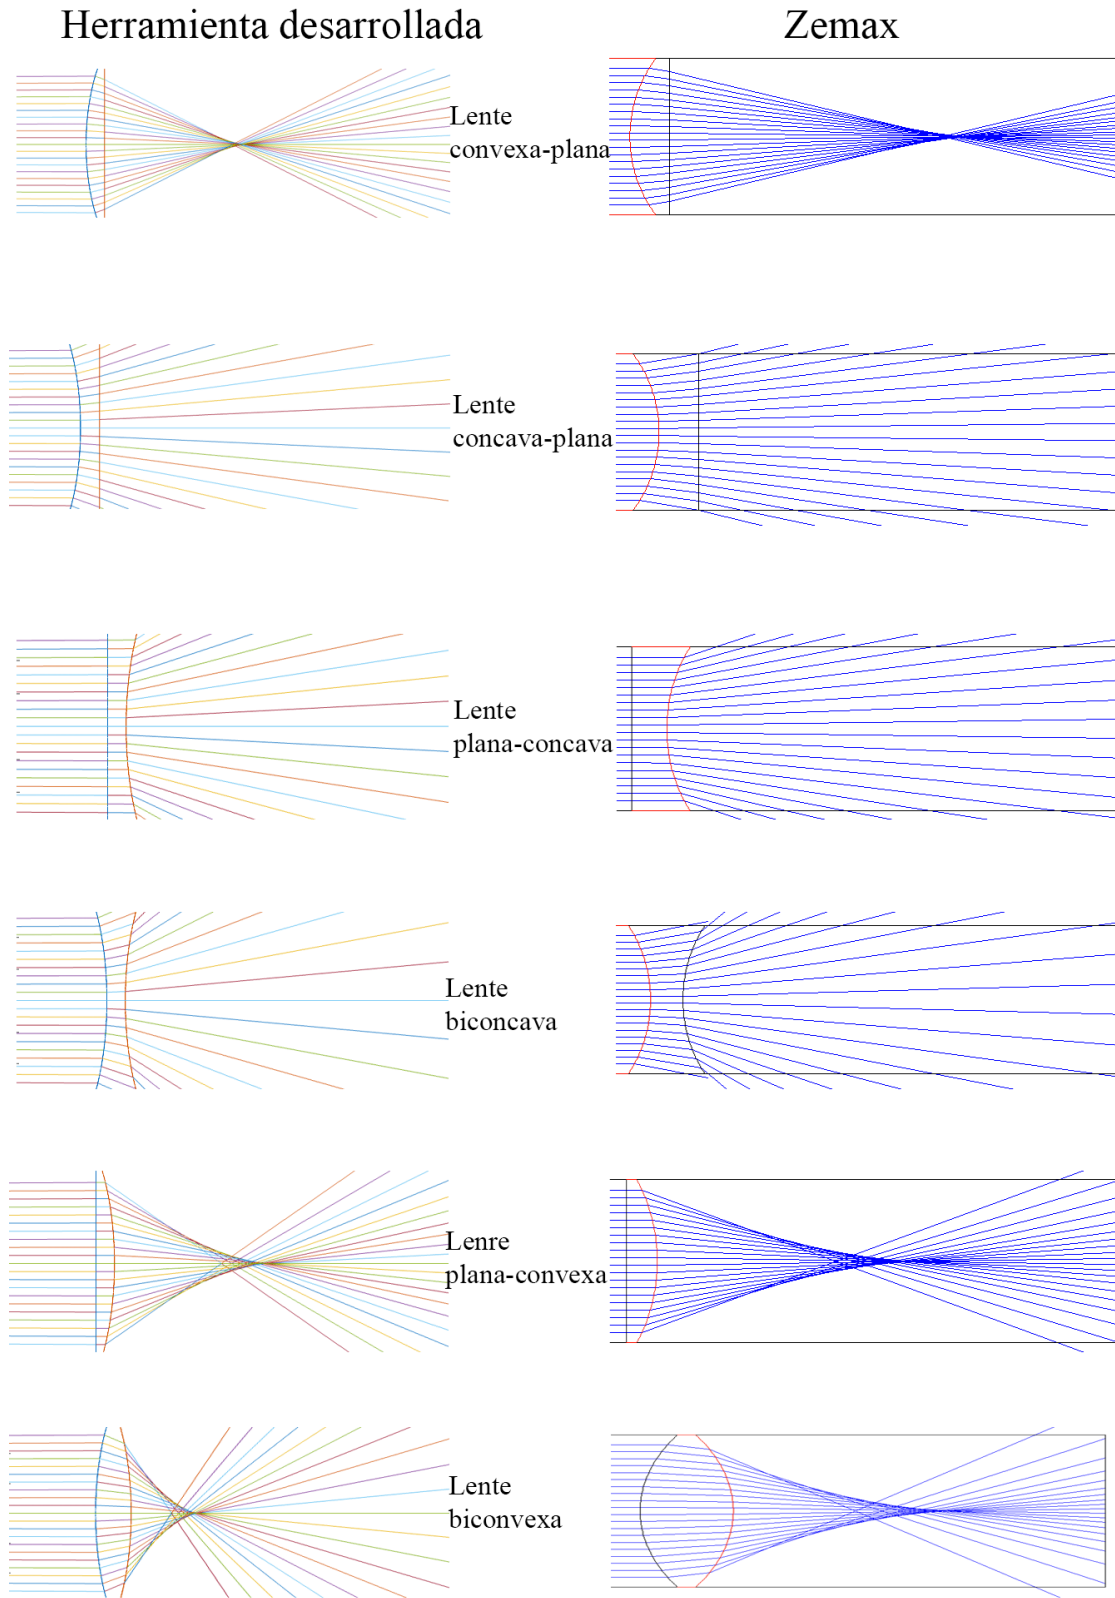 Herramienta desarrollada
Zemax
Lente
convexa-plana
Lente
concava-plana
Lente
plana-concava
Lente
biconcava
Lenre
plana-convexa
Lente
biconvexa